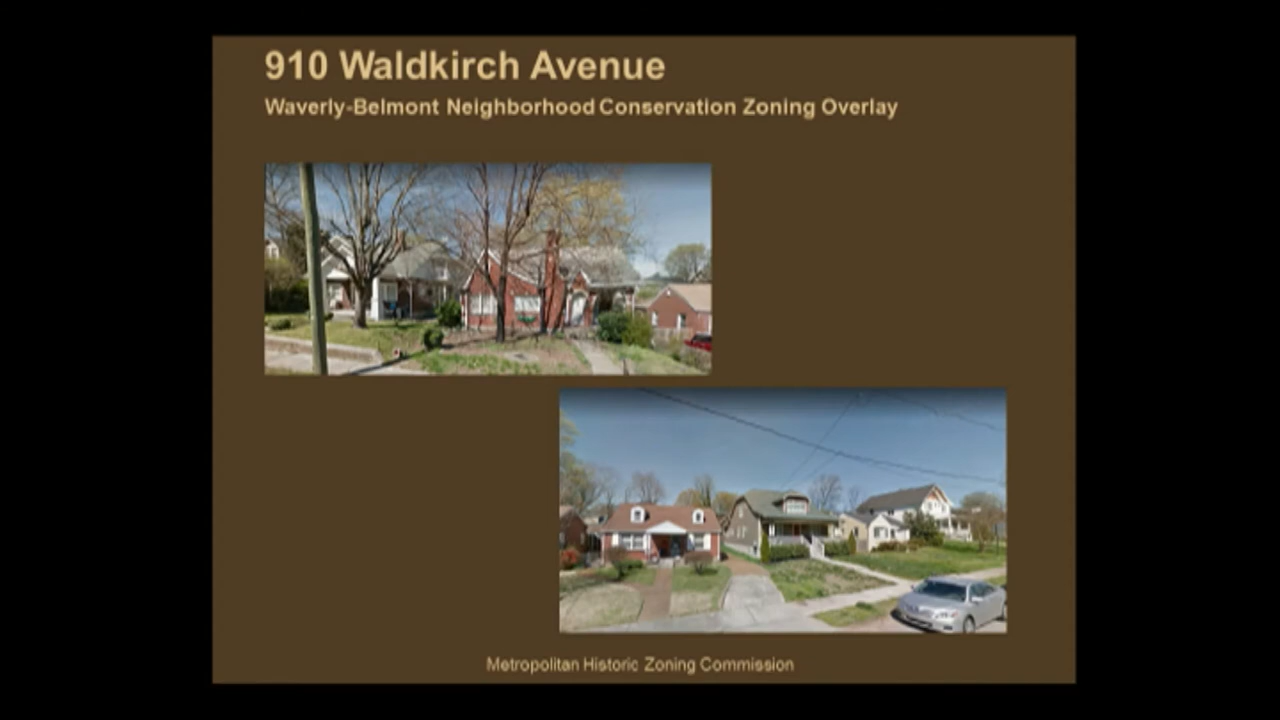 910 Waldkirch Avenue
Waverly-Belmont Neighborhood Conservation Zoning Overlay
Metropolitan Historic Zoning Commission